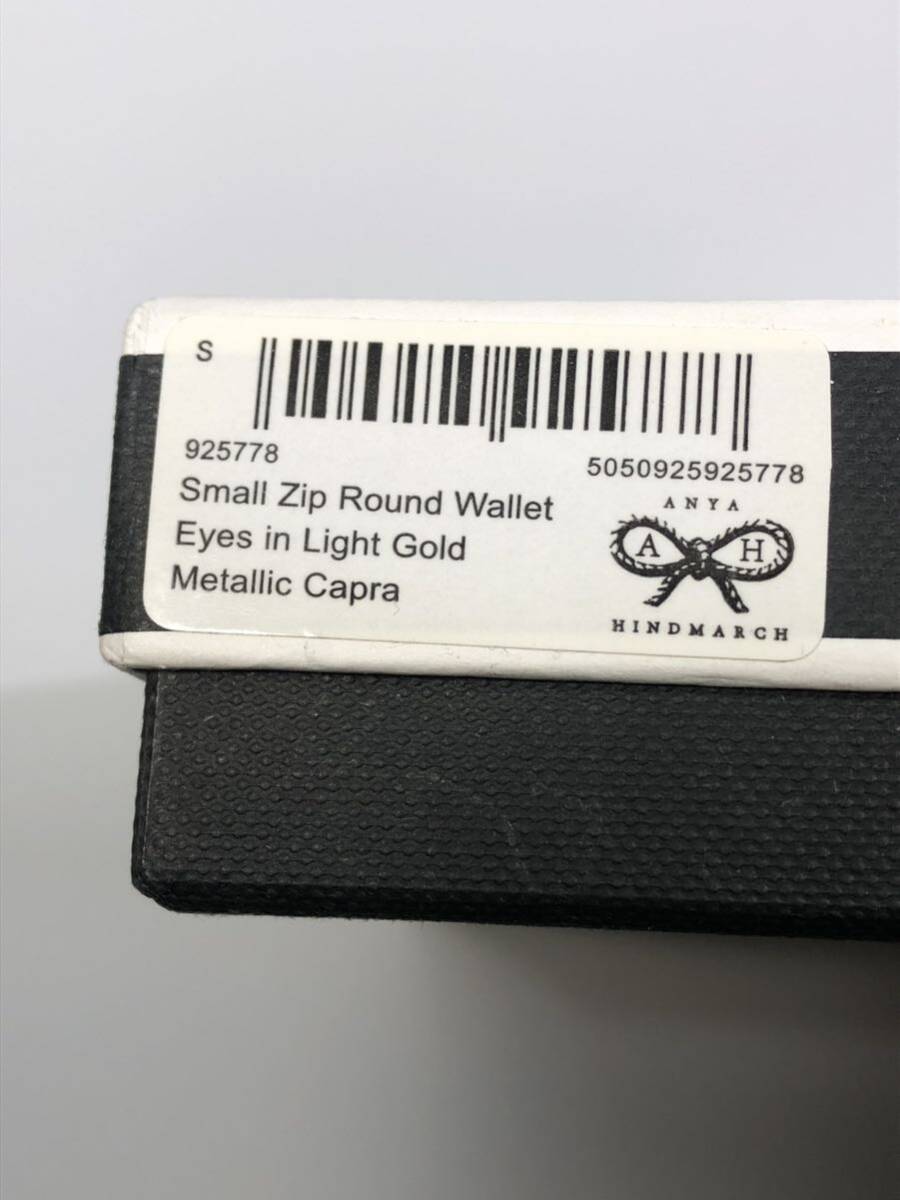 S
925778
5050925925778
Small Zip Round Wallet
Eyes in Light Gold
Metallic Capra
ANYA
A H
HINDMARCH